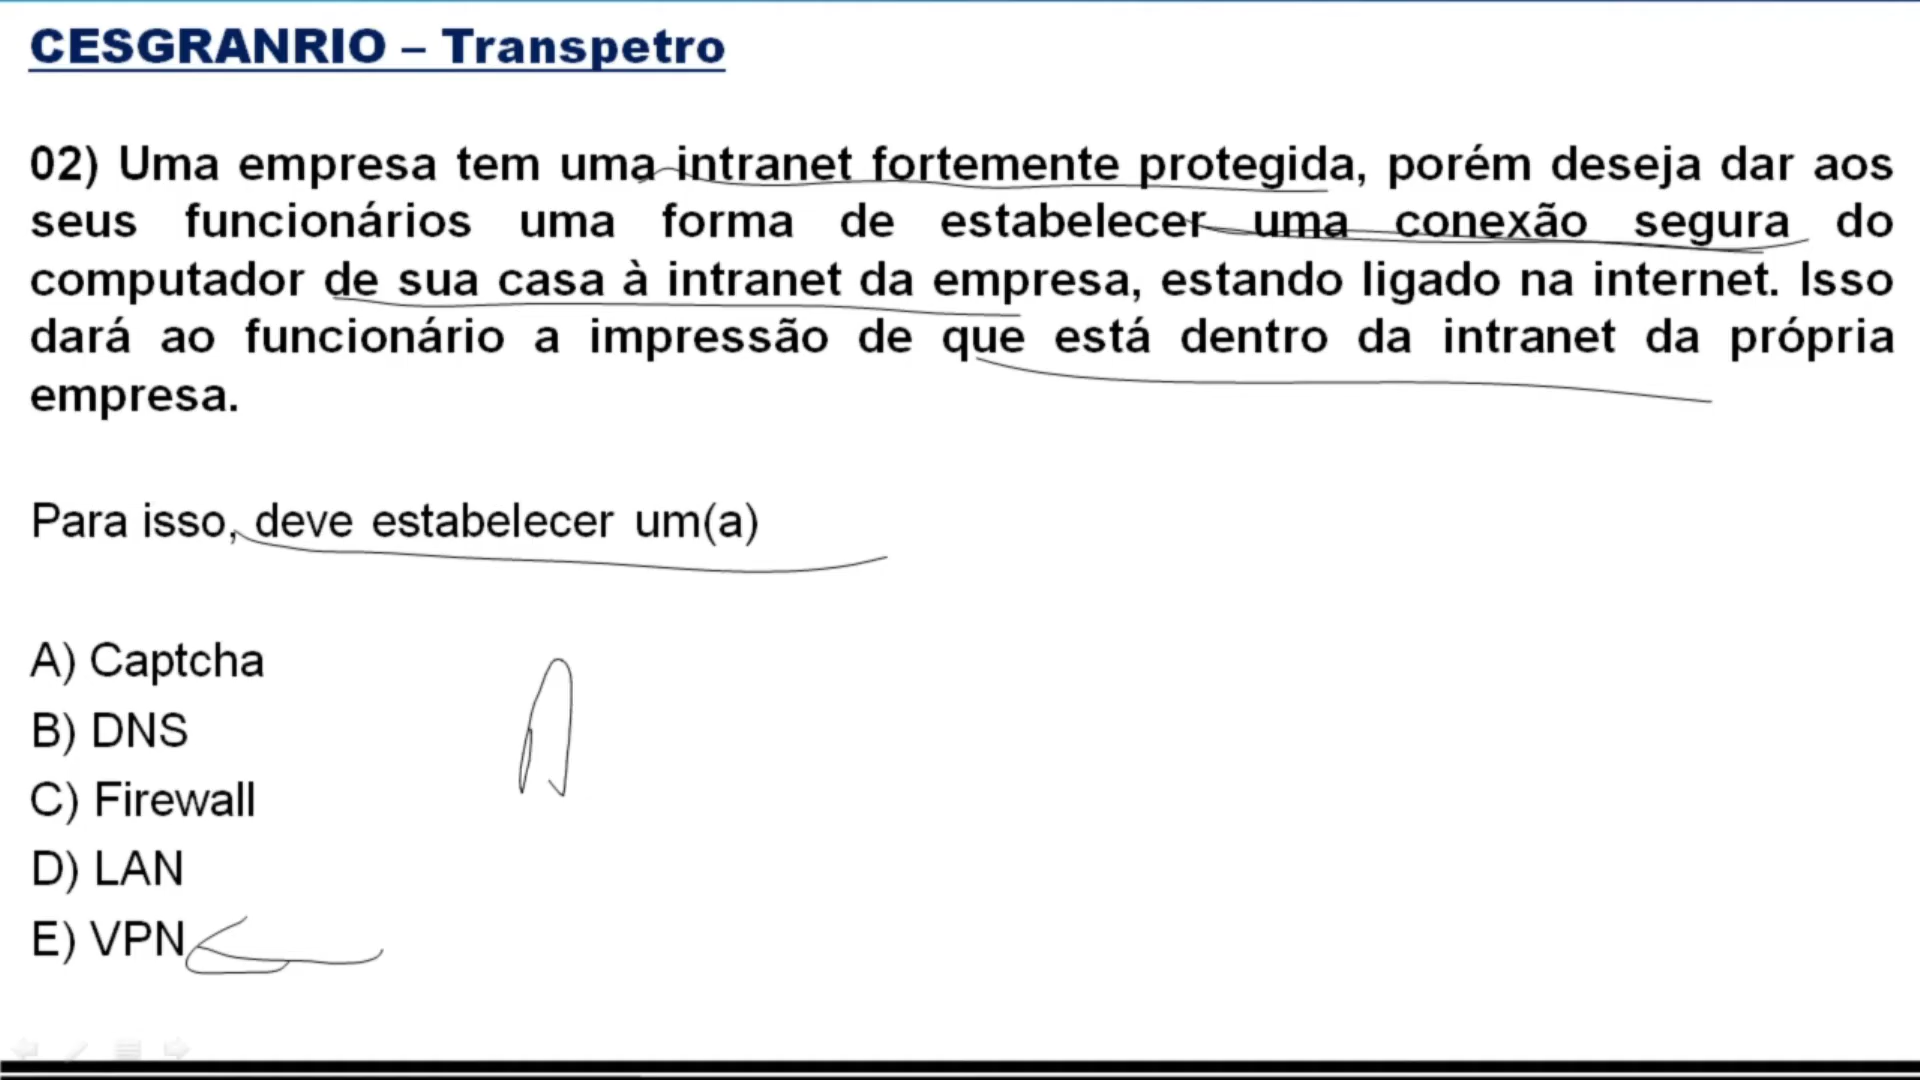 CESGRANRIO – Transpetro
02) Uma empresa tem uma intranet fortemente protegida, porém deseja dar aos
seus funcionários uma forma de estabelecer uma conexão segura do
computador de sua casa à intranet da empresa, estando ligado na internet. Isso
dará ao funcionário a impressão de que está dentro da intranet da própria
empresa.
Para isso, deve estabelecer um(a)
A) Captcha
B) DNS
C) Firewall
D) LAN
E) VPN